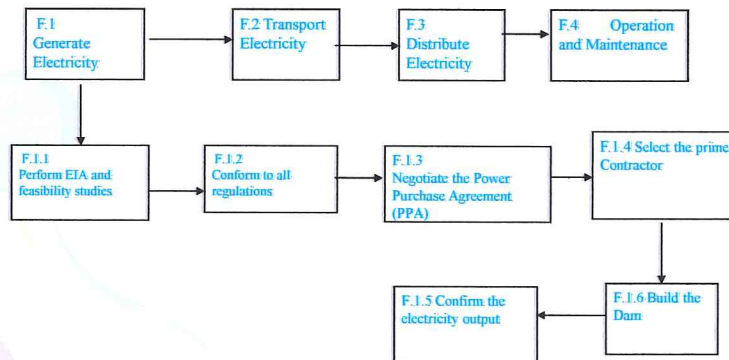 F.1
Generate
Electricity
F.2 Transport
Electricity
F.3
Distribute
Electricity
F.4 Operation
and Maintenance
F.1.1
Perform EIA and
feasibility studies
F.1.2
Conform to all
regulations
F.1.3
Negotiate the Power
Purchase Agreement
(PPA)
F.1.4 Select the prime
Contractor
F.1.5 Confirm the
electricity output
F.1.6 Build the
Dam